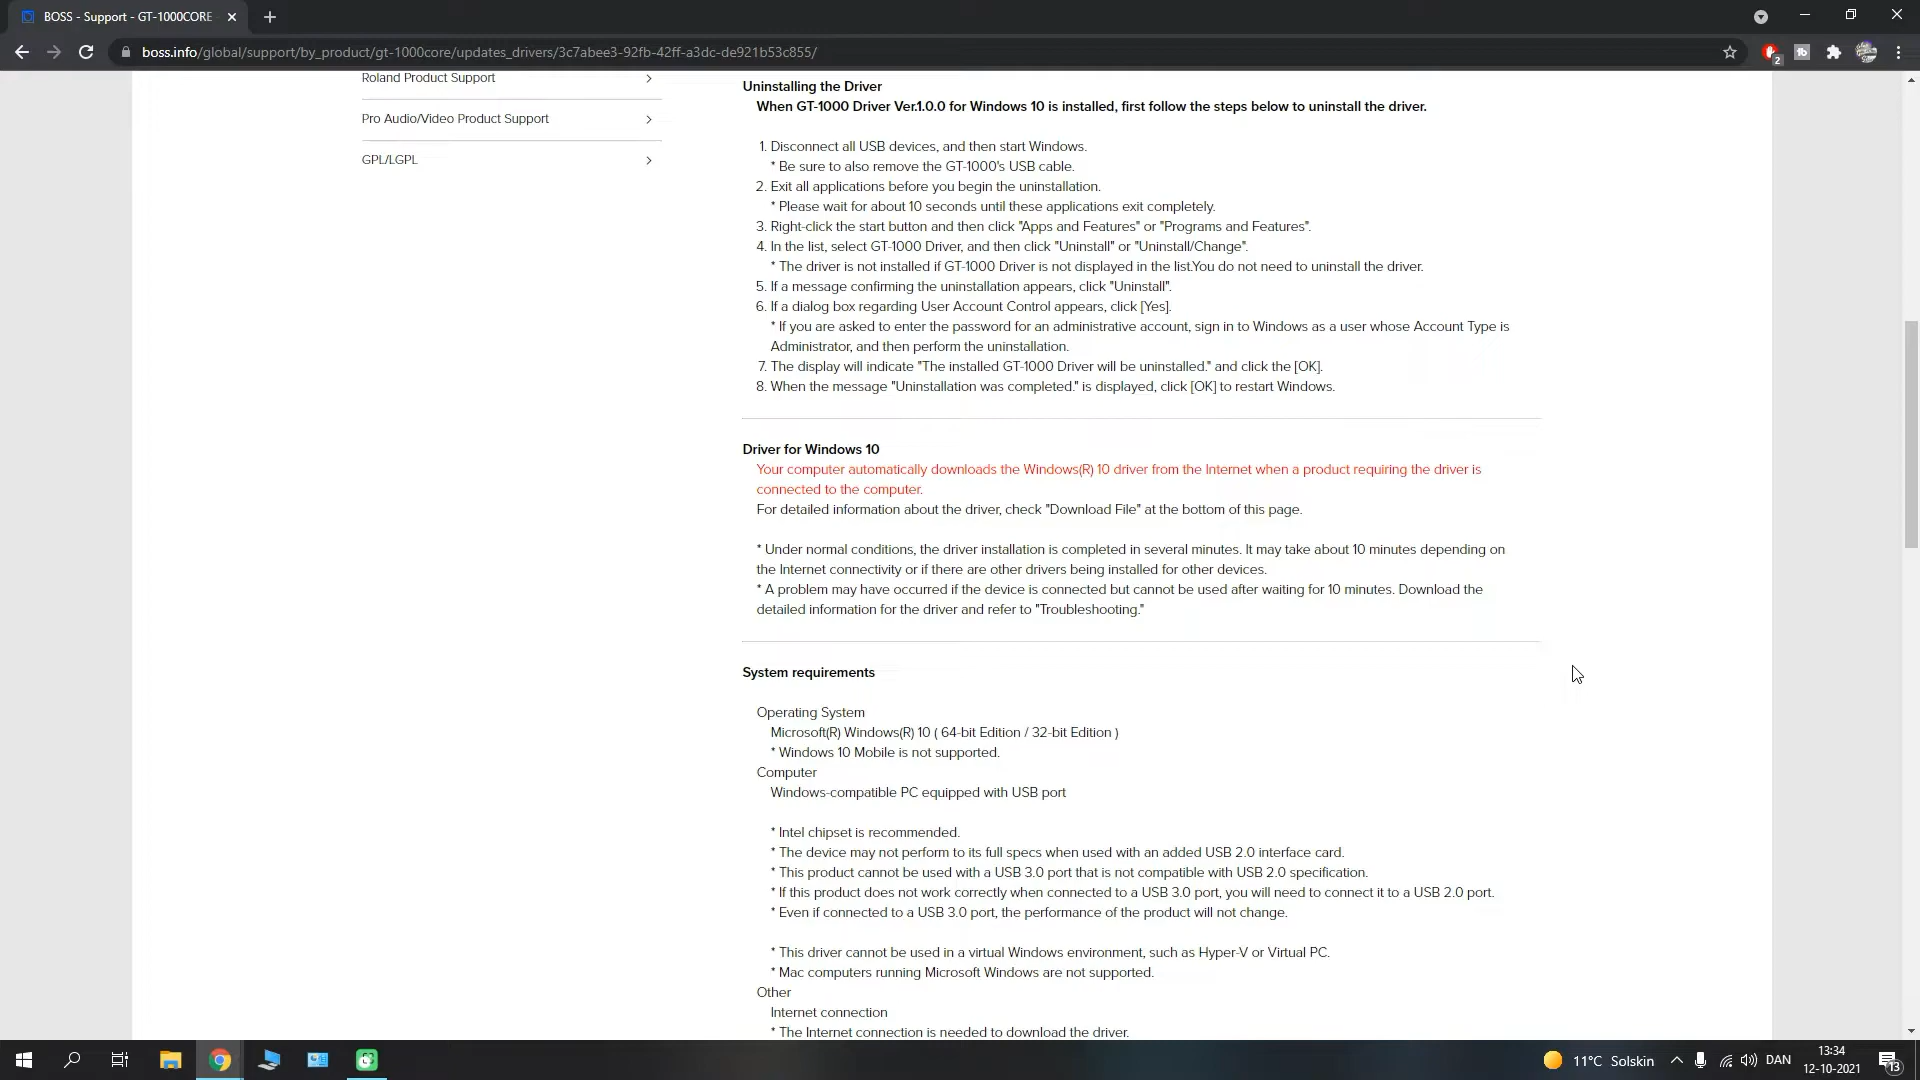 BOSS - Support - GT-1000CORE
boss.info/global/support/by_product/gt-1000core/updates_drivers/3c7abee3-92fb-42ff-a3dc-de921b53c855/
2
Roland Product Support
Pro Audio/Video Product Support
GPL/LGPL
Uninstalling the Driver
When GT-1000 Driver Ver.1.0.0 for Windows 10 is installed, first follow the steps below to uninstall the driver.
1. Disconnect all USB devices, and then start Windows.
* Be sure to also remove the GT-1000's USB cable.
2. Exit all applications before you begin the uninstallation.
* Please wait for about 10 seconds until these applications exit completely.
3. Right-click the start button and then click "Apps and Features" or "Programs and Features".
4. In the list, select GT-1000 Driver, and then click "Uninstall" or "Uninstall/Change".
* The driver is not installed if GT-1000 Driver is not displayed in the list.You do not need to uninstall the driver.
5. If a message confirming the uninstallation appears, click "Uninstall".
6. If a dialog box regarding User Account Control appears, click [Yes].
* If you are asked to enter the password for an administrative account, sign in to Windows as a user whose Account Type is
Administrator, and then perform the uninstallation.
7. The display will indicate "The installed GT-1000 Driver will be uninstalled." and click the [OK].
8. When the message "Uninstallation was completed." is displayed, click [OK] to restart Windows.
Driver for Windows 10
Your computer automatically downloads the Windows(R) 10 driver from the Internet when a product requiring the driver is
connected to the computer.
For detailed information about the driver, check "Download File" at the bottom of this page.
* Under normal conditions, the driver installation is completed in several minutes. It may take about 10 minutes depending on
the Internet connectivity or if there are other drivers being installed for other devices.
* A problem may have occurred if the device is connected but cannot be used after waiting for 10 minutes. Download the
detailed information for the driver and refer to "Troubleshooting."
System requirements
Operating System
Microsoft(R) Windows(R) 10 ( 64-bit Edition / 32-bit Edition )
* Windows 10 Mobile is not supported.
Computer
Windows-compatible PC equipped with USB port
* Intel chipset is recommended.
* The device may not perform to its full specs when used with an added USB 2.0 interface card.
* This product cannot be used with a USB 3.0 port that is not compatible with USB 2.0 specification.
* If this product does not work correctly when connected to a USB 3.0 port, you will need to connect it to a USB 2.0 port.
* Even if connected to a USB 3.0 port, the performance of the product will not change.
* This driver cannot be used in a virtual Windows environment, such as Hyper-V or Virtual PC.
* Mac computers running Microsoft Windows are not supported.
Other
Internet connection
* The Internet connection is needed to download the driver.
11°C Solskin
DAN
13:34
12-10-2021
13